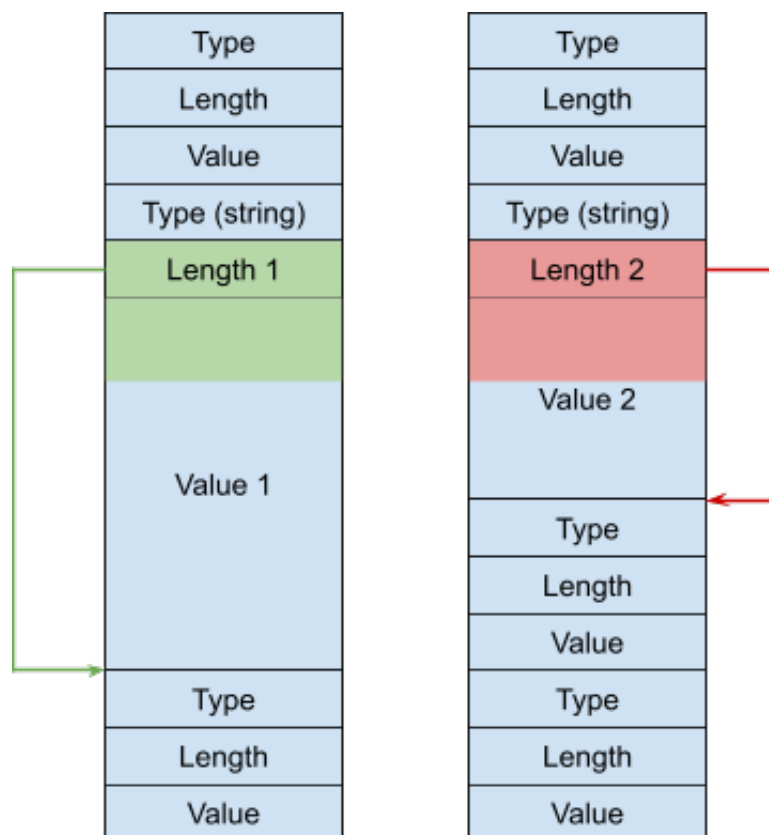 Type
Length
Value
Type (string)
Length 1
Value 1
Type
Length
Value
Type
Length
Value
Type (string)
Length 2
Value 2
Type
Length
Value
Type
Length
Value